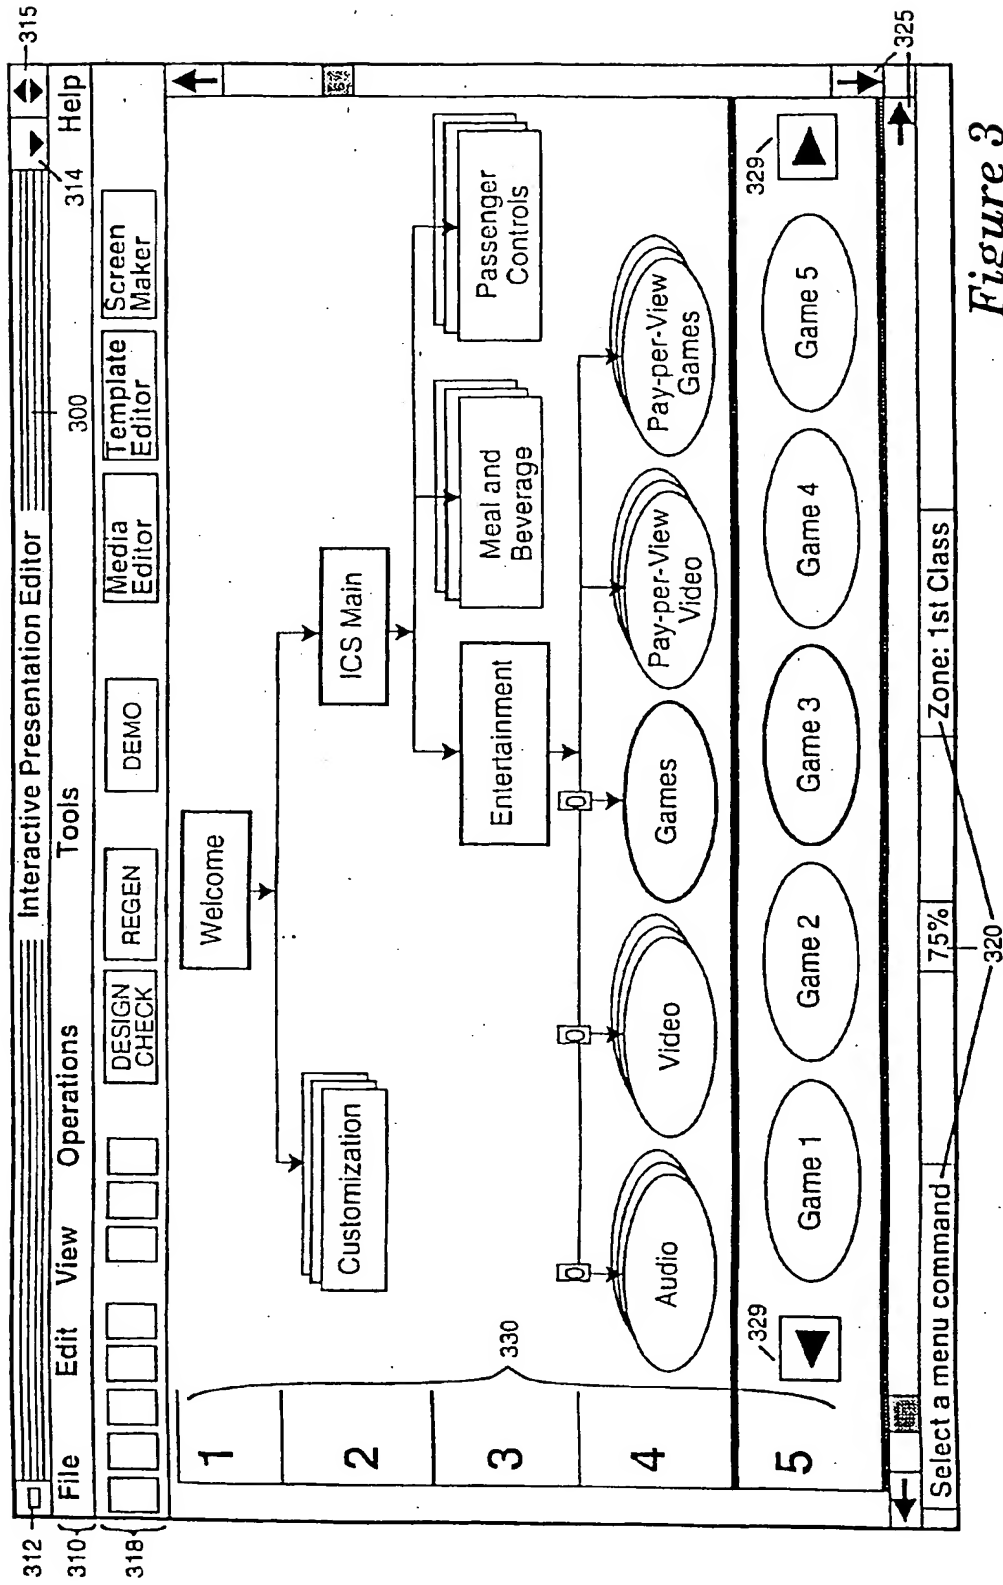 312
Interactive Presentation Editor
315
310
File Edit View Operations Tools 300 314 Help
318
DESIGN
CHECK
REGEN
DEMO
Media
Editor
Template
Editor
Screen
Maker
1
Welcome
2
Customization
ICS Main
3
Entertainment
Meal and
Beverage
Passenger
Controls
330
0
0
0
4
Audio
Video
Games
Pay-per-View
Video
Pay-per-View
Games
329
329
5
Game 1
Game 2
Game 3
Game 4
Game 5
325
Select a menu command
75%
Zone: 1st Class
320
Figure 3